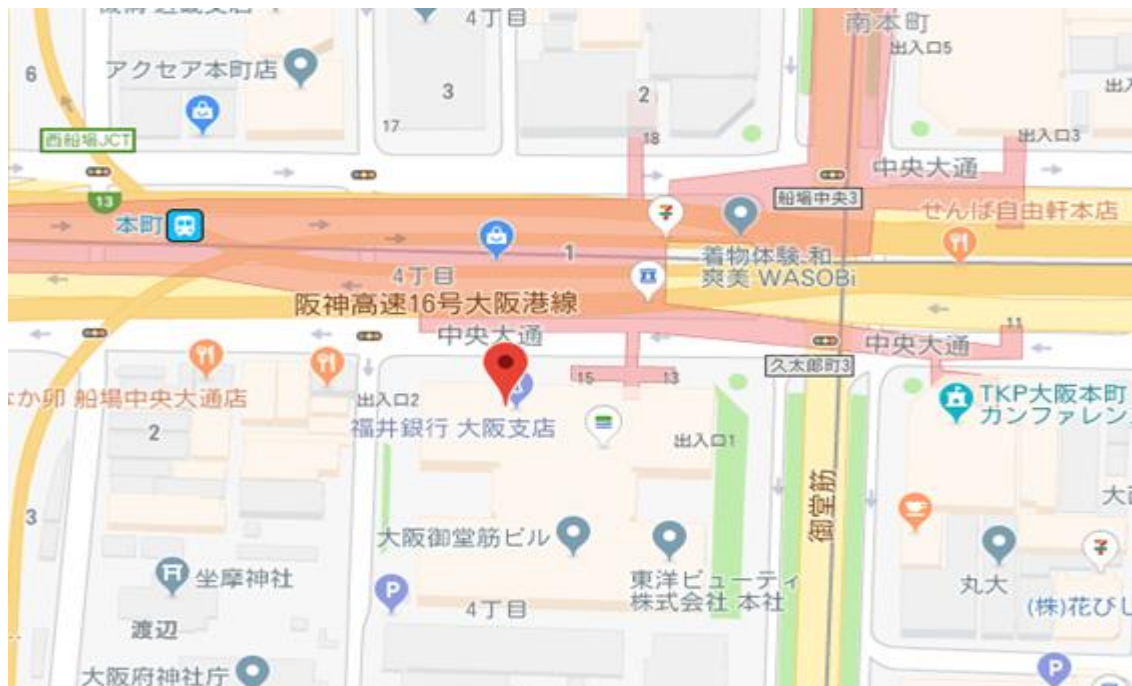 4丁目
南本町
出入口5
6
アクセア本町店
3
2
17
18
西船場JCT
出入口3
中央大通
13
船場中央3
本町
せんば自由軒本店
1
着物体験 和
爽美 WASOBi
4丁目
阪神高速16号大阪港線
中央大通
11
中央大通
久太郎町3
15
13
か卯 船場中央大通店
出入口2
TKP大阪本町
カンファレン
福井銀行 大阪支店
2
出入口1
御堂筋
3
大阪御堂筋ビル
坐摩神社
東洋ビューティ
株式会社 本社
丸大
4丁目
(株)花びし
渡辺
大阪府神社庁
P
P